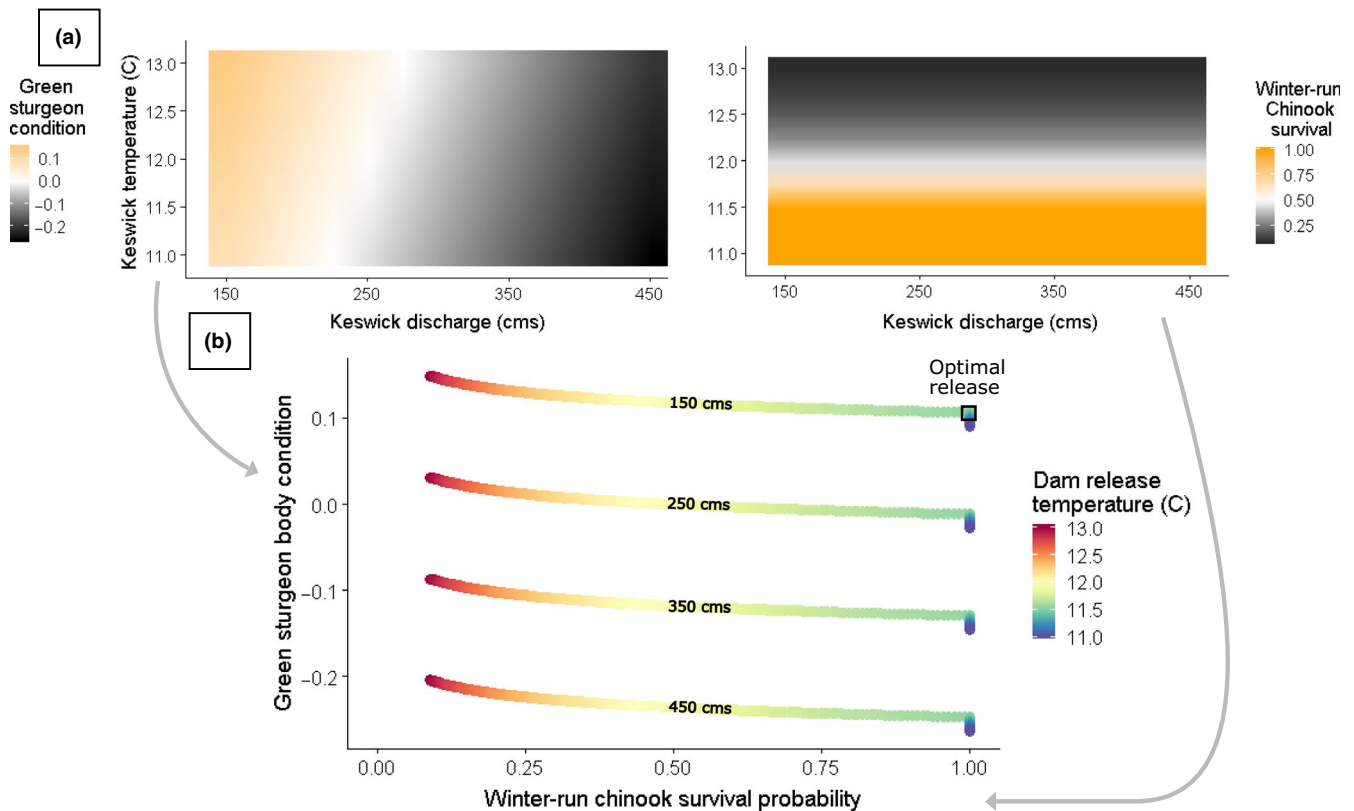 (a)
Green
sturgeon
condition
0.1
0.0
-0.1
-0.2
Keswick temperature (C)
13.0
12.5
12.0
11.5
11.0
150
250
350
450
Keswick discharge (cms)
13.0
12.5
12.0
11.5
11.0
150
250
350
450
Keswick discharge (cms)
Winter-run
Chinook
survival
1.00
0.75
0.50
0.25
(b)
Green sturgeon body condition
0.1
0.0
−0.1
−0.2
Optimal
release
150 cms
250 cms
350 cms
450 cms
0.00
0.25
0.50
0.75
1.00
Winter-run chinook survival probability
Dam release
temperature (C)
13.0
12.5
12.0
11.5
11.0